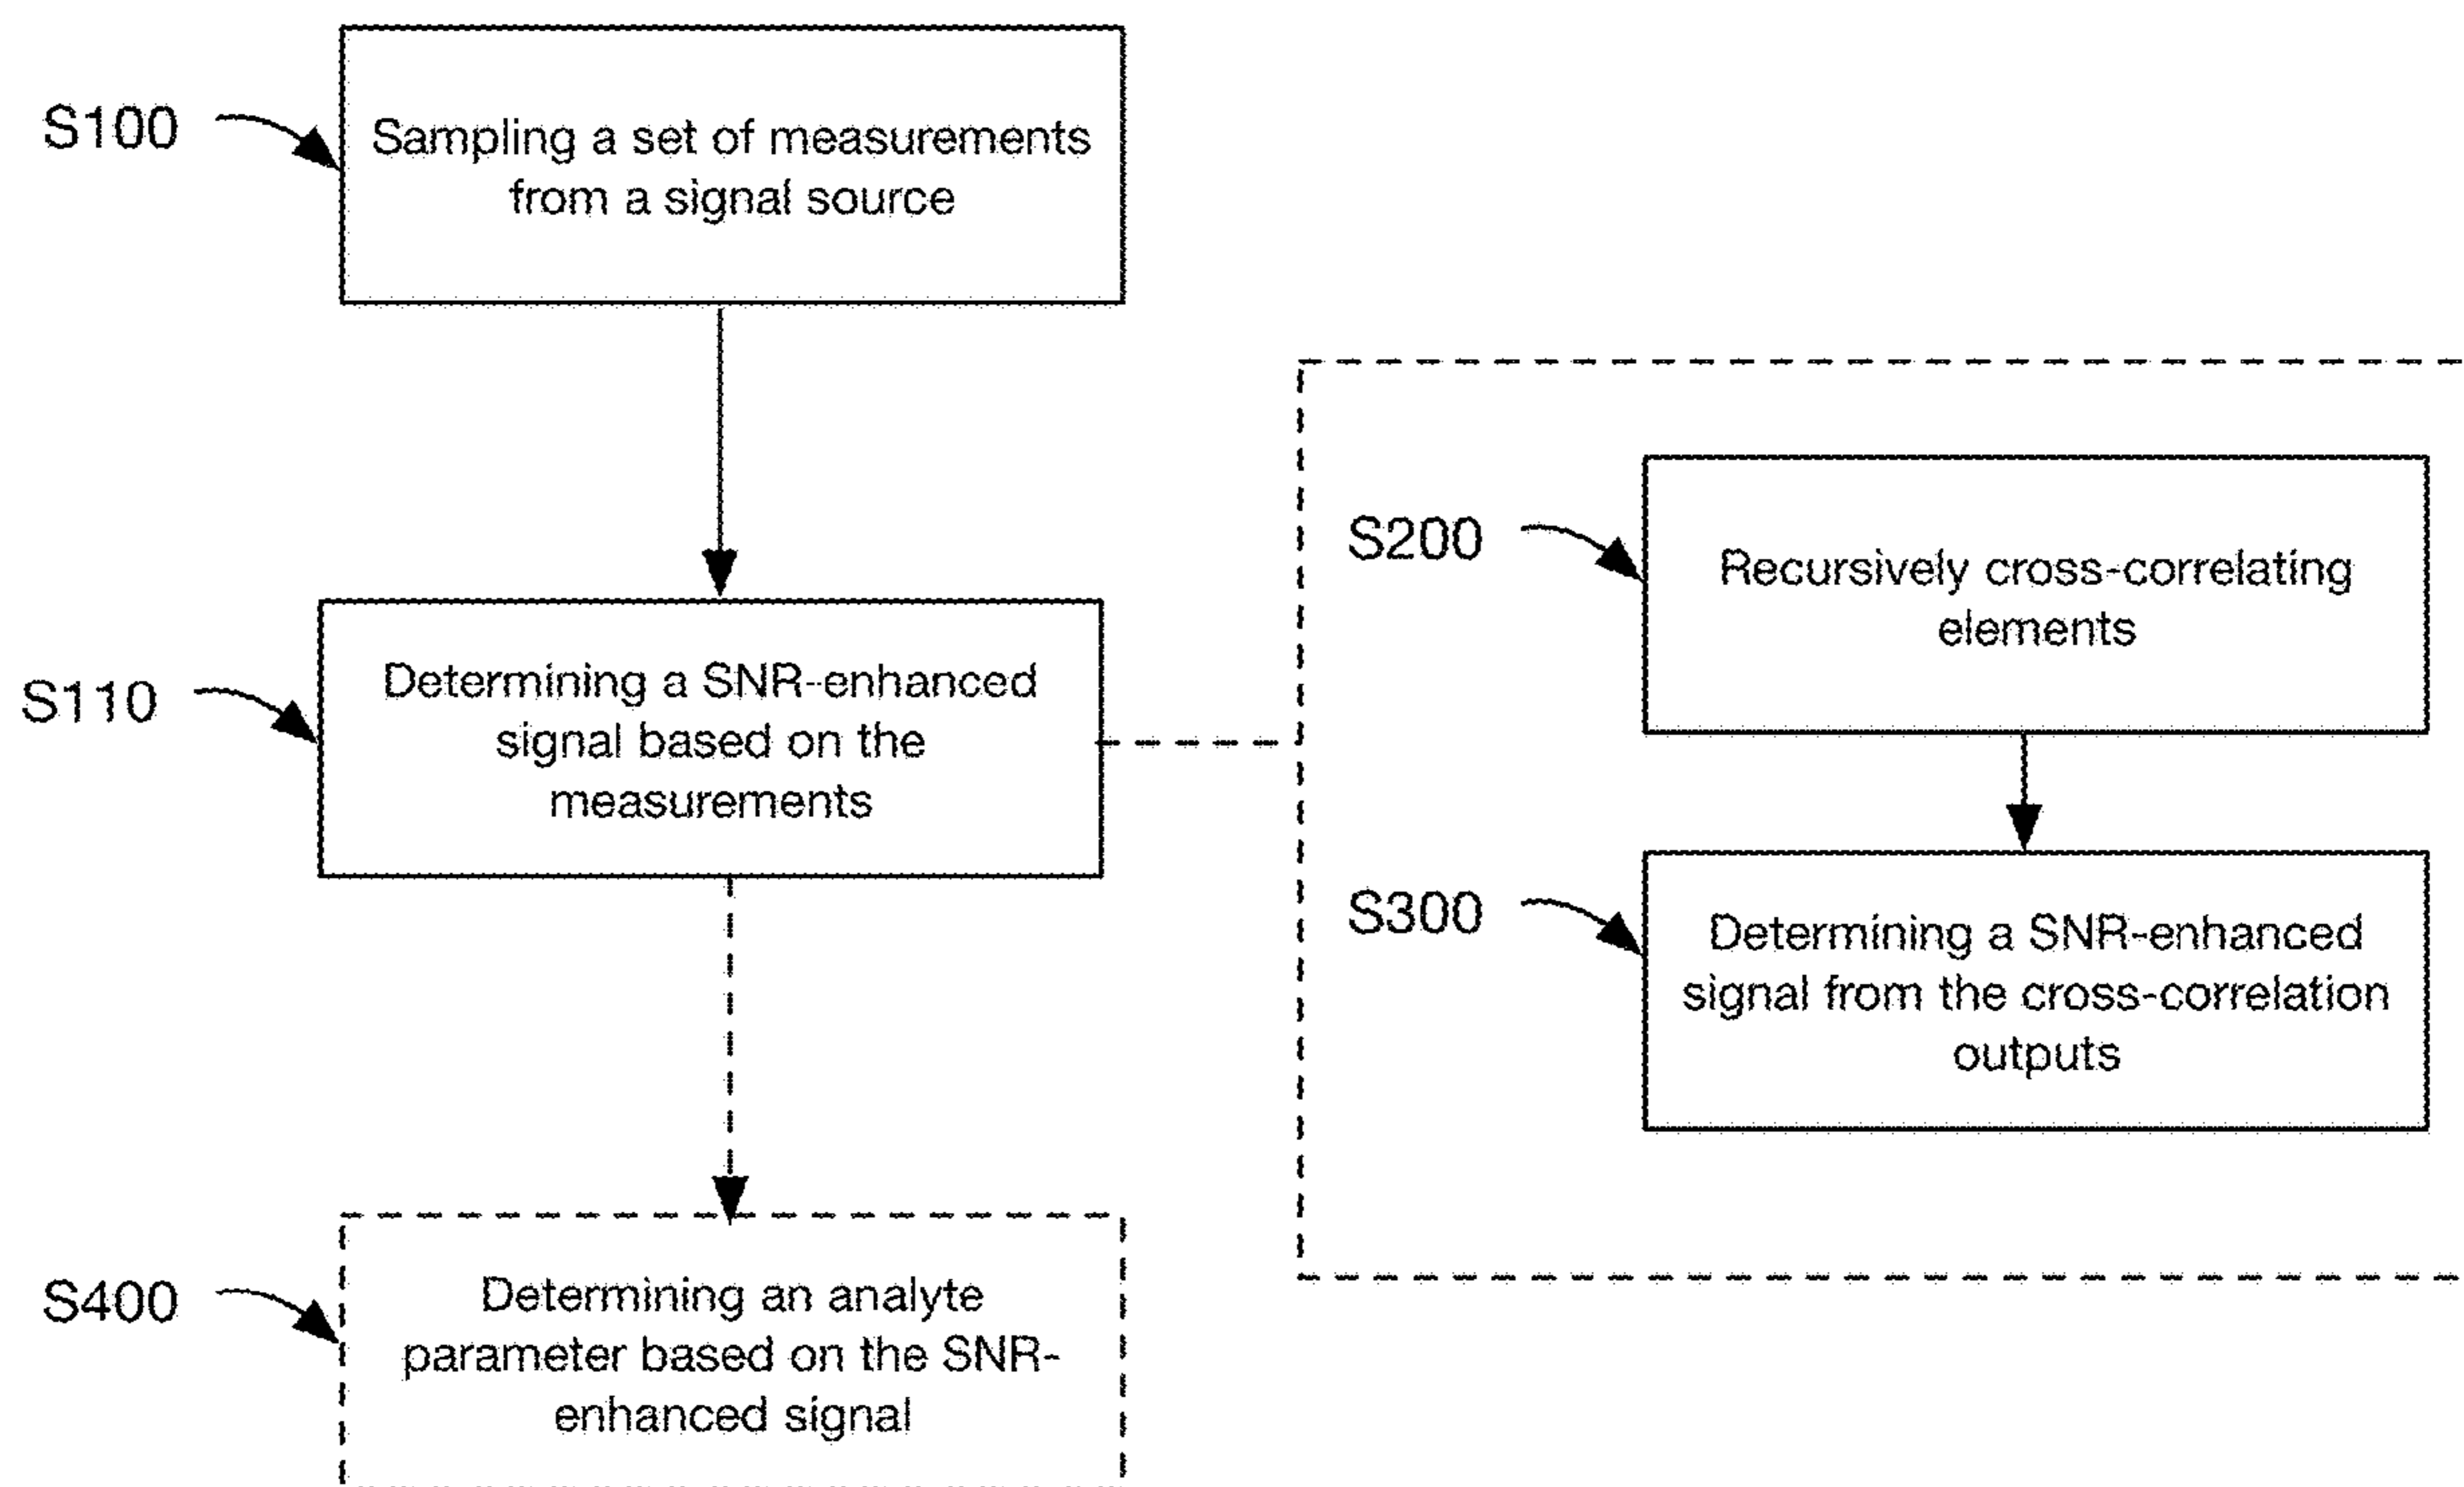 S100
Sampling a set of measurements
from a signal source
S110
Determining a SNR-enhanced
signal based on the
measurements
S200
Recursively cross-correlating
elements
S300
Determining a SNR-enhanced
signal from the cross-correlation
outputs
S400
Determining an analyte
parameter based on the SNR-
enhanced signal